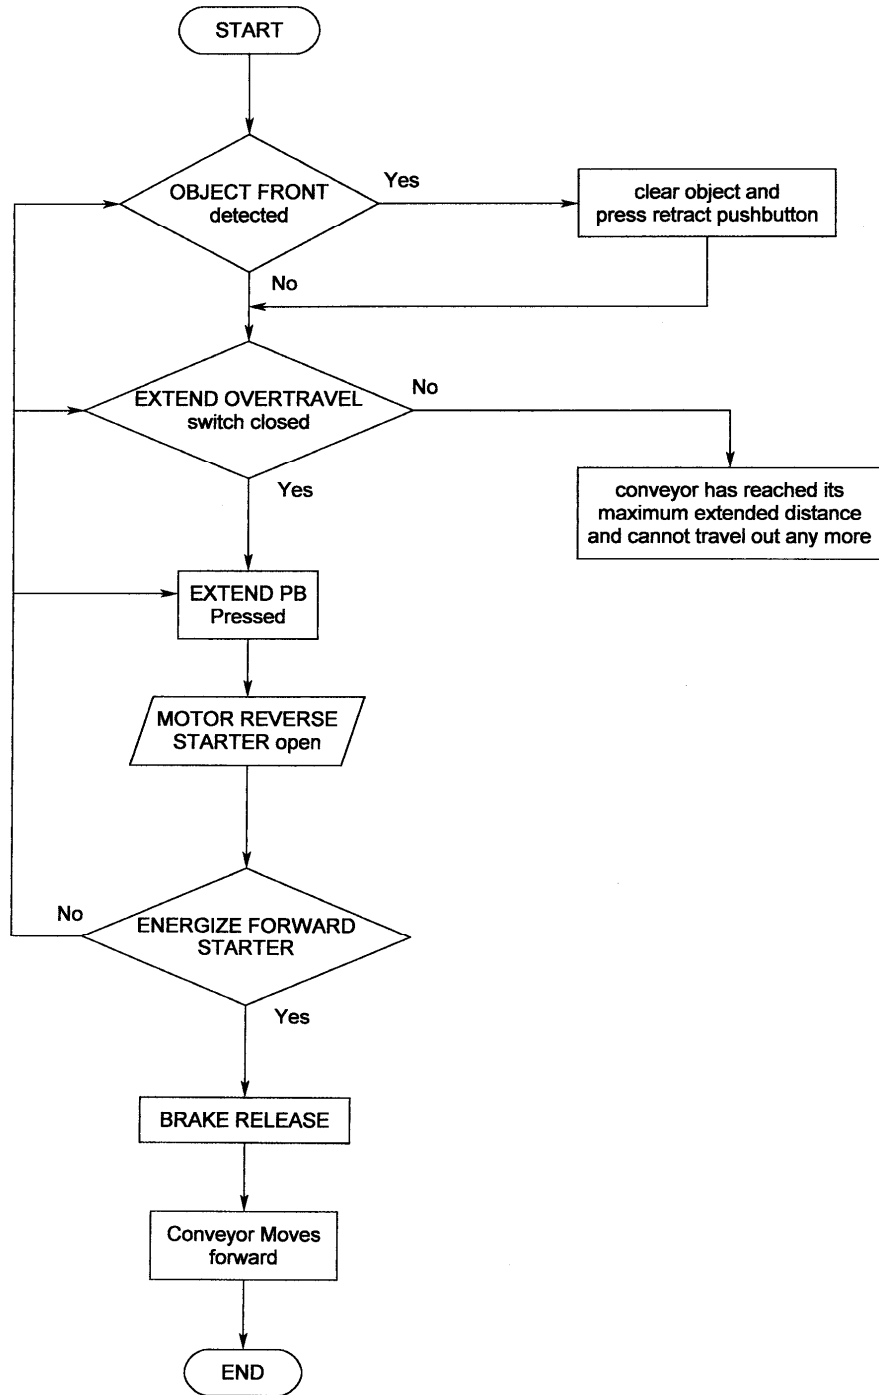 START
OBJECT FRONT
detected
Yes
clear object and
press retract pushbutton
No
EXTEND OVERTRAVEL
switch closed
No
Yes
conveyor has reached its
maximum extended distance
and cannot travel out any more
EXTEND PB
Pressed
MOTOR REVERSE
STARTER open
No
ENERGIZE FORWARD
STARTER
Yes
BRAKE RELEASE
Conveyor Moves
forward
END